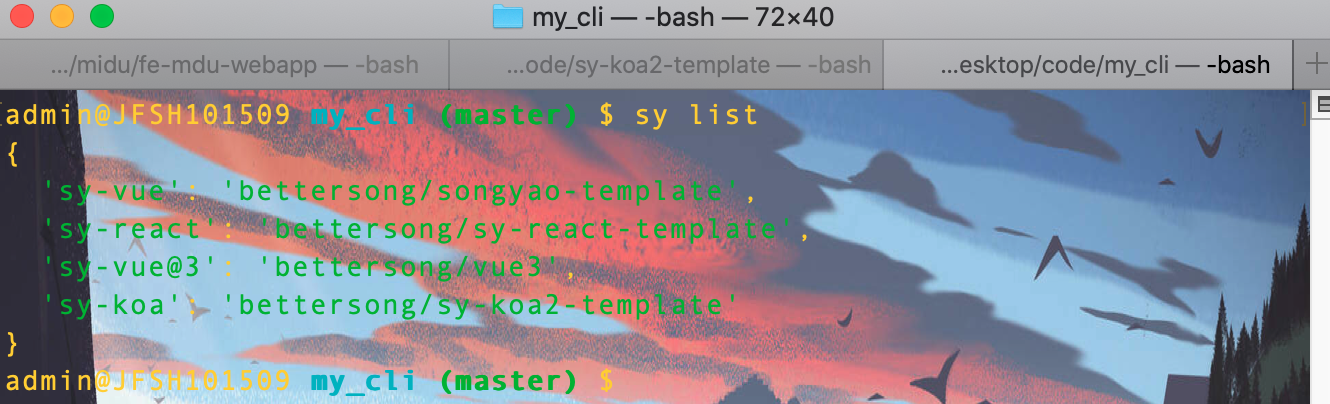 my_cli — -bash — 72×40
.../midu/fe-mdu-webapp — -bash
...ode/sy-koa2-template — -bash
...esktop/code/my_cli — -bash
admin@JFSH101509 my_cli (master) $ sy list
{
  'sy-vue': 'bettersong/songyao-template',
  'sy-react': 'bettersong/sy-react-template',
  'sy-vue@3': 'bettersong/vue3',
  'sy-koa': 'bettersong/sy-koa2-template'
}
admin@JFSH101509 my_cli (master) $